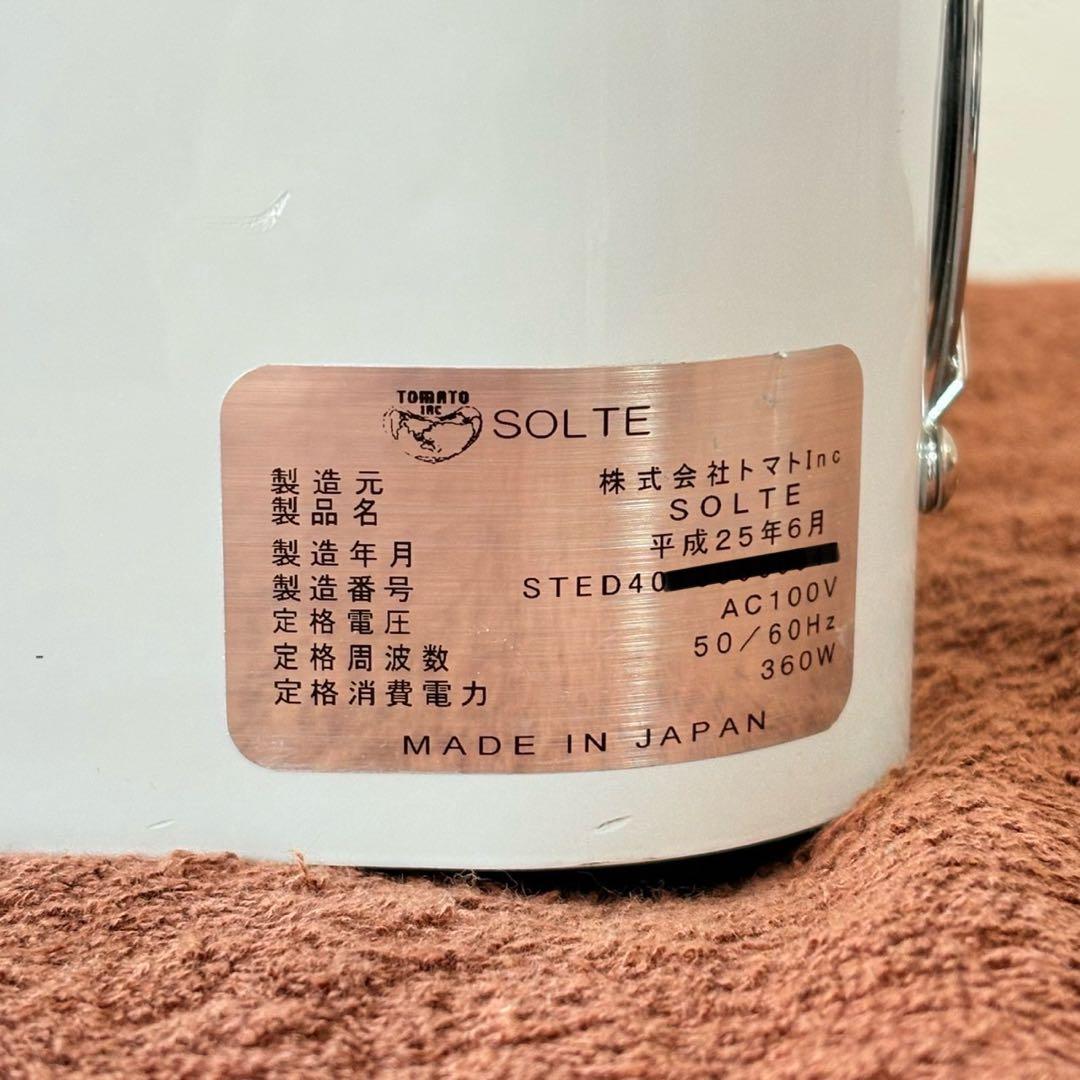 TOMATO
INC
SOLTE
製造元 株式会社トマトInc
製品名 SOLTE
製造年月 平成25年6月
製造番号 STED40
定格電圧 AC100V
定格周波数 50/60Hz
定格消費電力 360W
MADE IN JAPAN